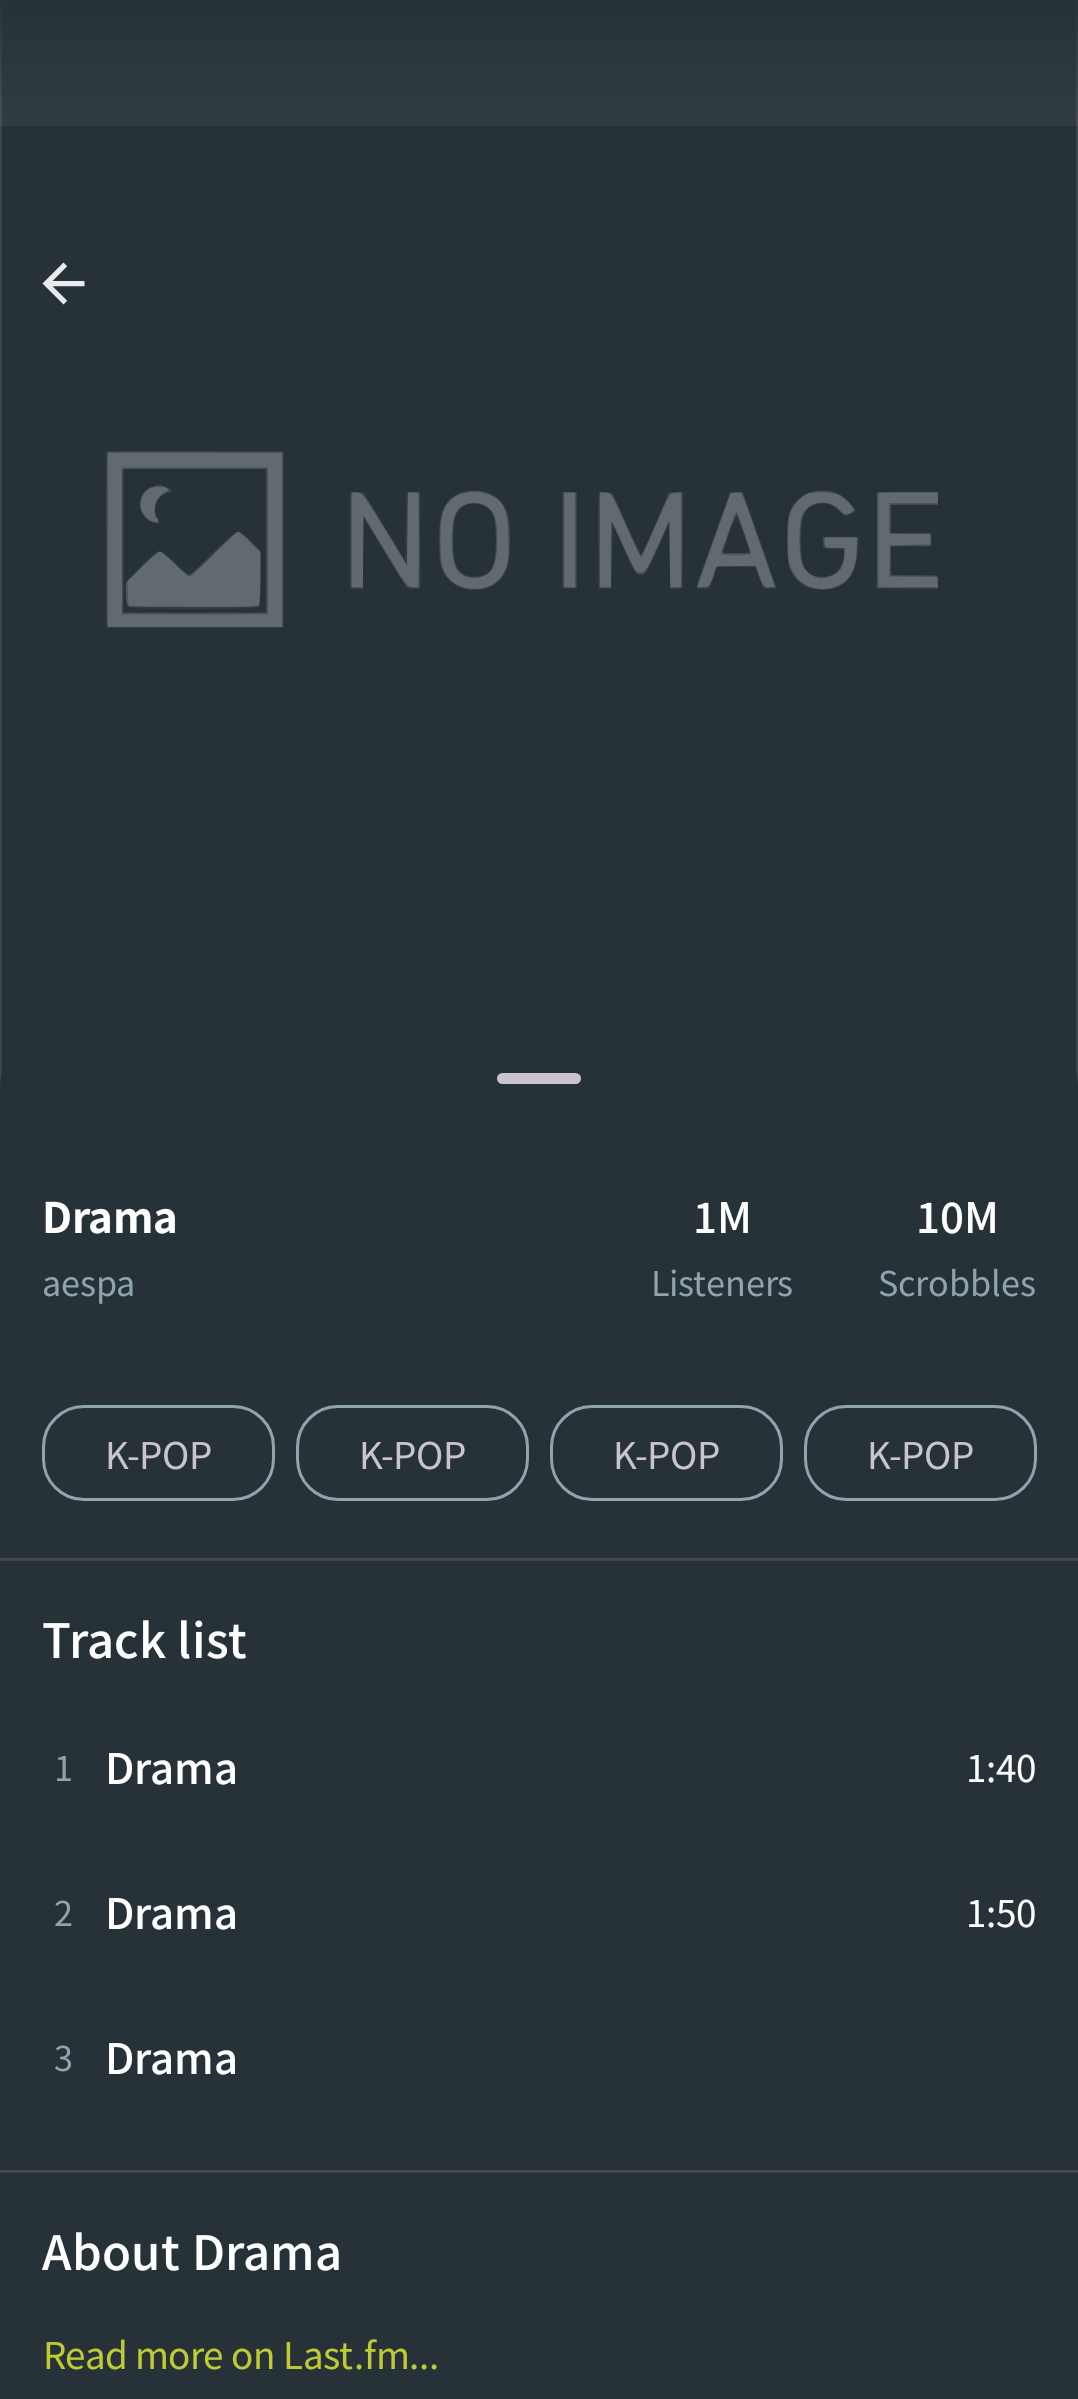 NO IMAGE
Drama 1M 10M
aespa Listeners Scrobbles
K-POP K-POP K-POP K-POP
Track list
1 Drama 1:40
2 Drama 1:50
3 Drama
About Drama
Read more on Last.fm...